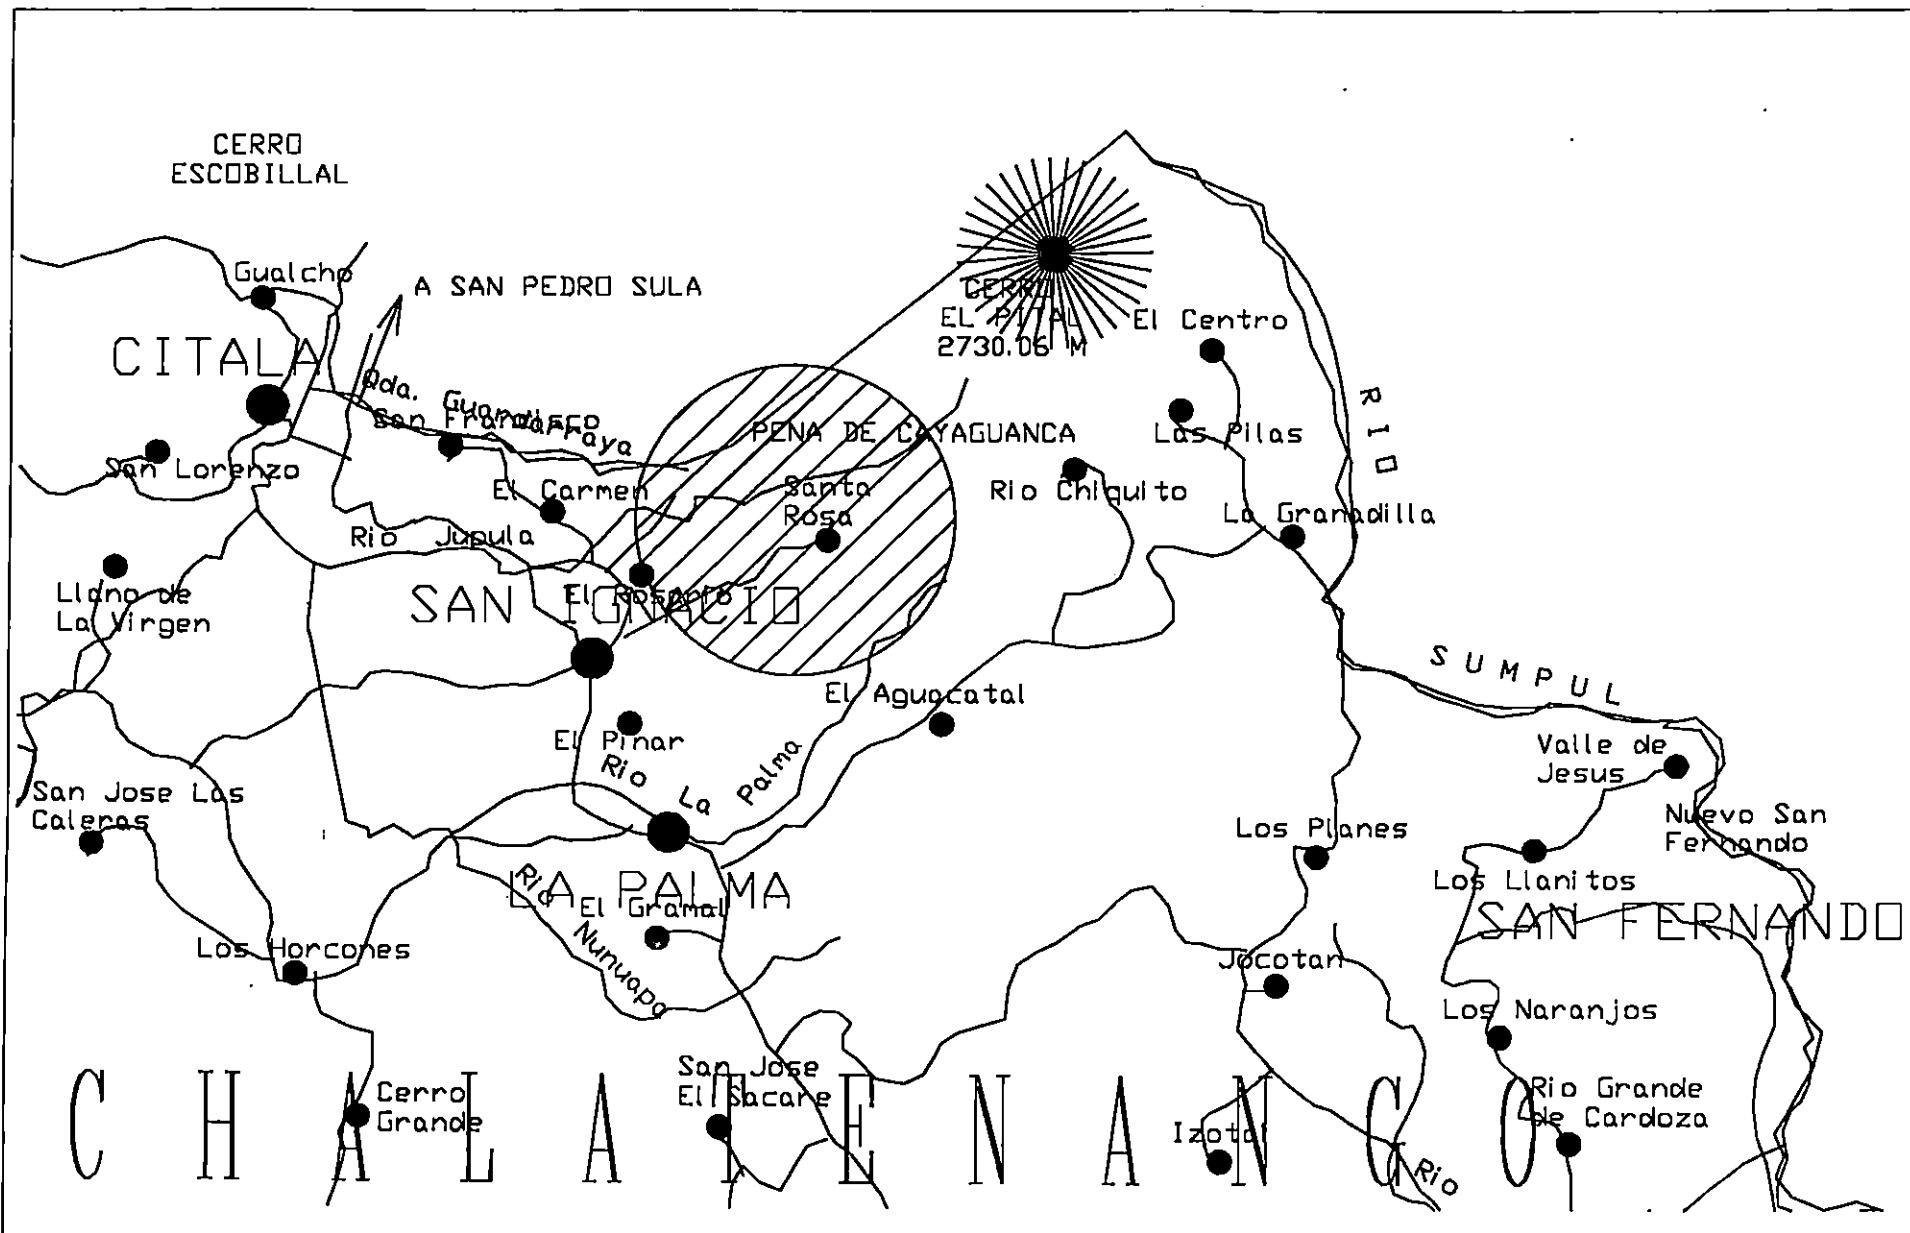 CERRO
ESCOBILLAL
Gualcho
A SAN PEDRO SULA
CERRO
EL PITAL
2730.06 M
El Centro
CITALA
Qda. Guardarraya
San Francisco
PENA DE CAYAGUANCA
Las Pilas
RIO
San Lorenzo
El Carmen
Santa
Rosa
Rio Chiquito
La Granadilla
Rio Jupula
Llano de
La Virgen
SAN IGNACIO
El Rosario
SUMPUL
El Aguacatal
El Pinar
Rio La Palma
Valle de
Jesus
San Jose Las
Caleras
Los Planes
Nuevo San
Fernando
Los Llanitos
LA PALMA
El Gramal
Rio Nunuapa
SAN FERNANDO
Los Horcones
Jocotan
Los Naranjos
CHALATENANGO
Cerro
Grande
San Jose
El Sacare
Izotal
Rio Grande
de Cardoza
Rio